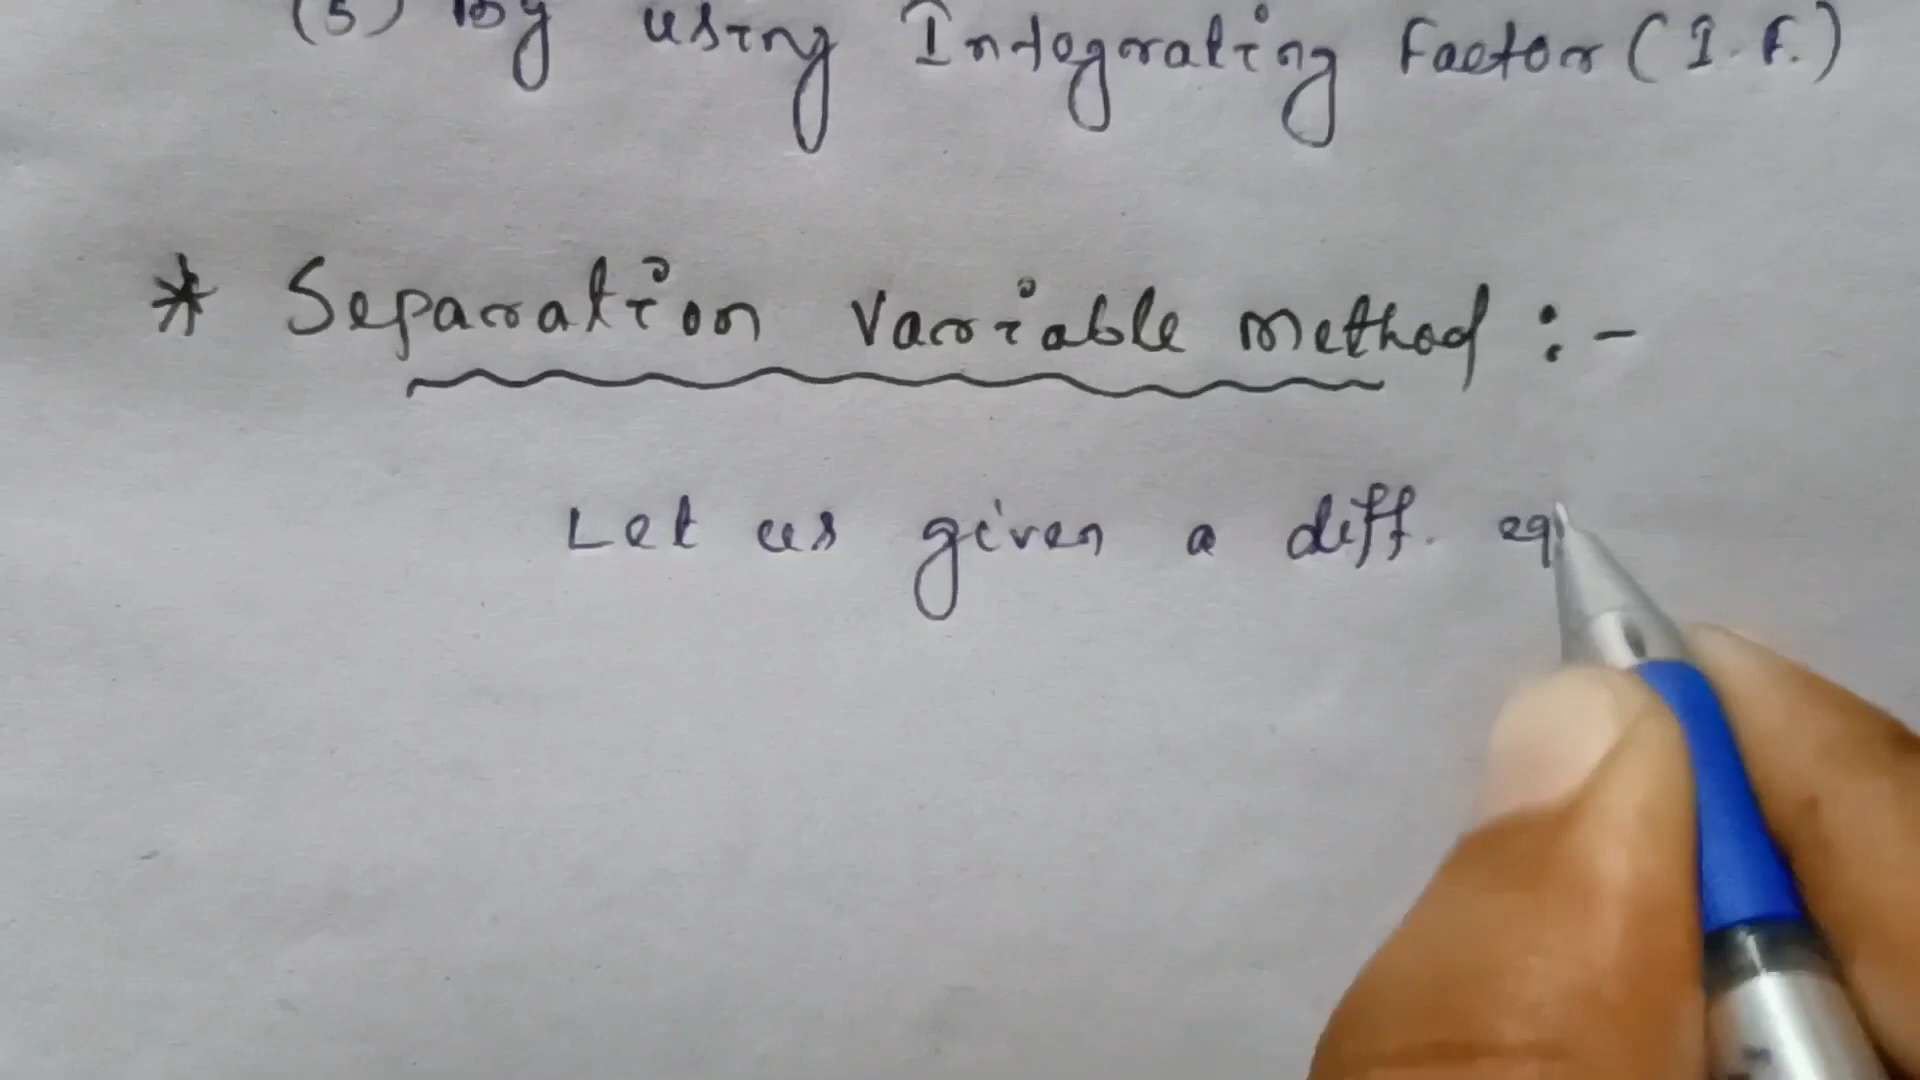 (5) By using Integrating Factor (I.F.)
* Separation Variable method :-
Let us given a diff. eq